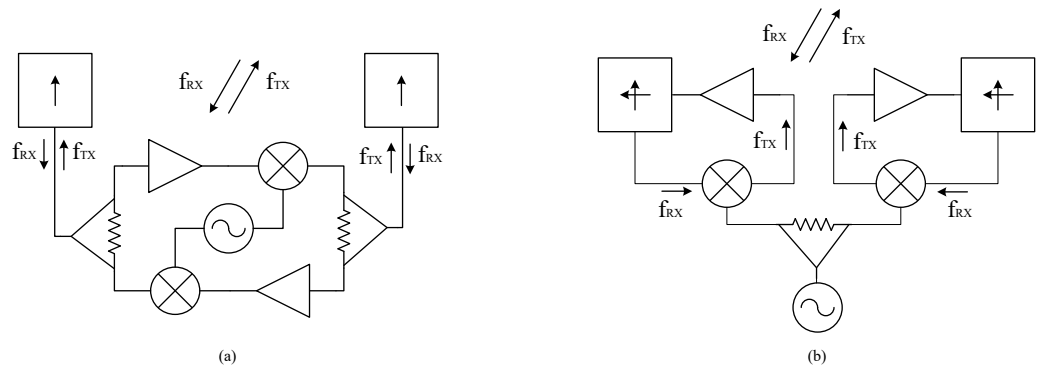 fRX fTX
fRX fTX fTX fRX
(a)
fRX fTX
fTX fTX
fRX fRX
(b)